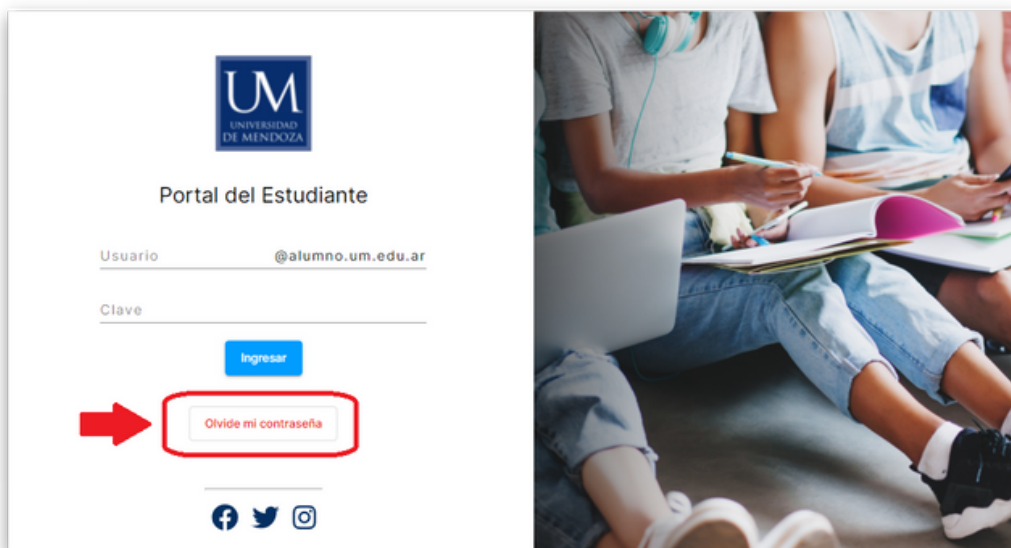 UM
UNIVERSIDAD
DE MENDOZA
Portal del Estudiante
Usuario @alumno.um.edu.ar
Clave
Ingresar
Olvide mi contraseña